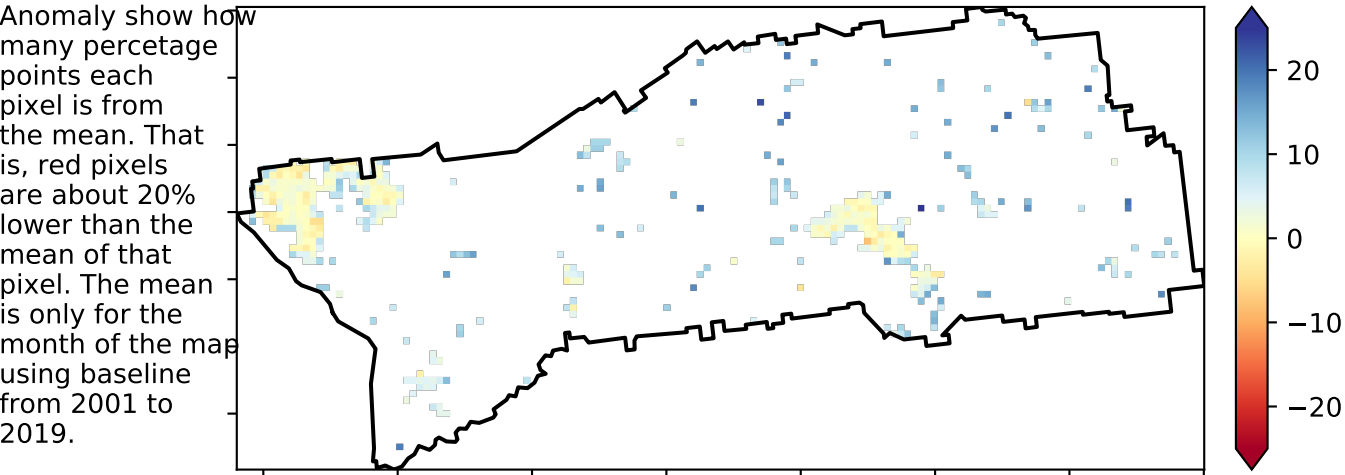 Anomaly show how
many percetage
points each
pixel is from
the mean. That
is, red pixels
are about 20%
lower than the
mean of that
pixel. The mean
is only for the
month of the map
using baseline
from 2001 to
2019.
20
10
0
−10
−20